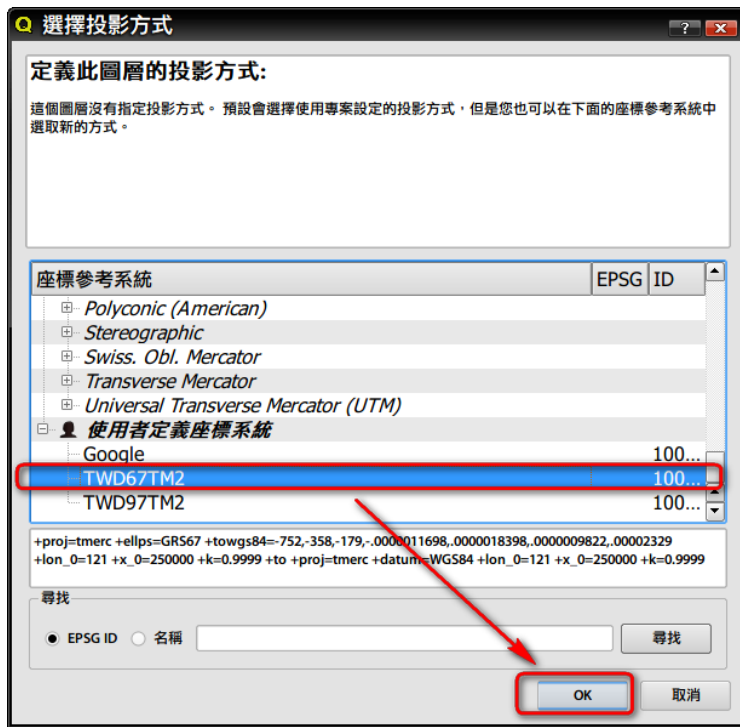 選擇投影方式
定義此圖層的投影方式:
這個圖層沒有指定投影方式。 預設會選擇使用專案設定的投影方式，但是您也可以在下面的座標參考系統中
選取新的方式。
座標參考系統 EPSG ID
Polyconic (American)
Stereographic
Swiss. Obl. Mercator
Transverse Mercator
Universal Transverse Mercator (UTM)
使用者定義座標系統
Google 100...
TWD67TM2 100...
TWD97TM2 100...
+proj=tmerc +ellps=GRS67 +towgs84=-752,-358,-179,-.0000011698,.0000018398,.0000009822,.00002329
+lon_0=121 +x_0=250000 +k=0.9999 +to +proj=tmerc +datum=WGS84 +lon_0=121 +x_0=250000 +k=0.9999
尋找
EPSG ID 名稱 尋找
OK 取消